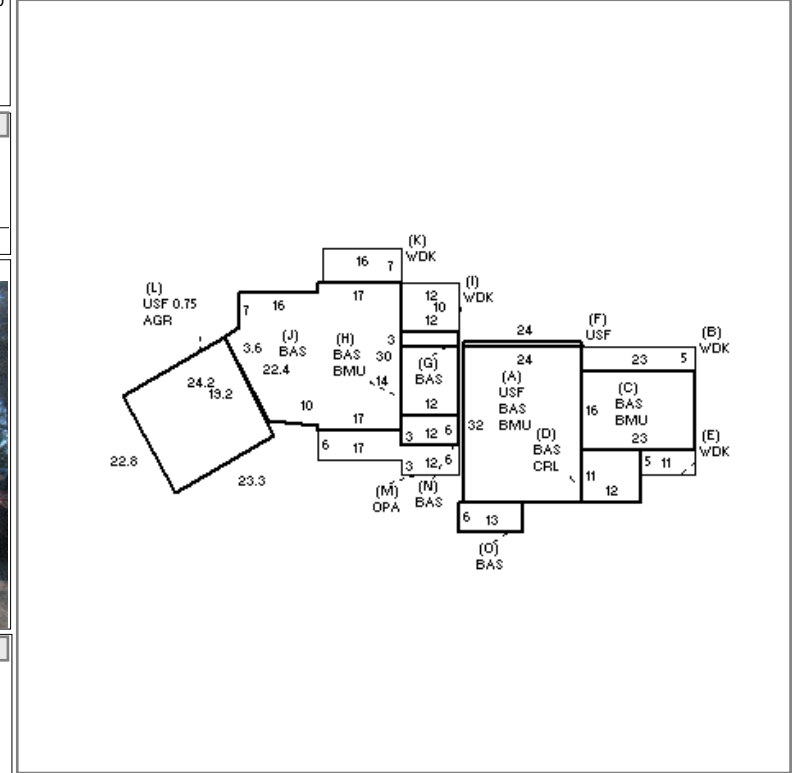 (K)
WDK
16 7
(L)
USF 0.75
AGR
(I)
WDK
12
10
12
17
16
7
(F)
USF
24
(B)
WDK
(J)
BAS
(H)
BAS
BMU
3
30
3.6
22.4
14
(G)
BAS
12
24
23 5
(A)
USF
BAS
BMU
(C)
BAS
BMU
23
16
24.2
19.2
10
17
3 12 6
32
(D)
BAS
CRL
(E)
WDK
5 11
6 17
3 12, 6
11
12
22.8
23.3
(M)
OPA
(N)
BAS
6 13
(O)
BAS